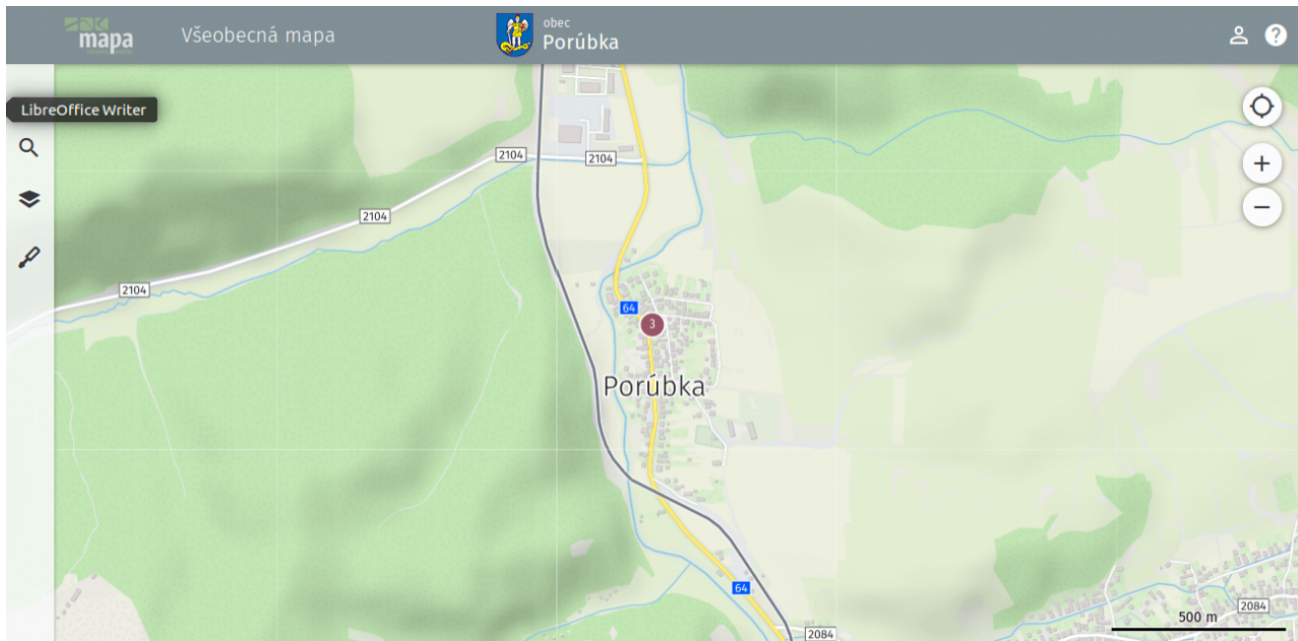 mapa
Všeobecná mapa
obec
Porúbka
LibreOffice Writer
2104
2104
2104
2104
64
3
Porúbka
64
500 m
2084
2084